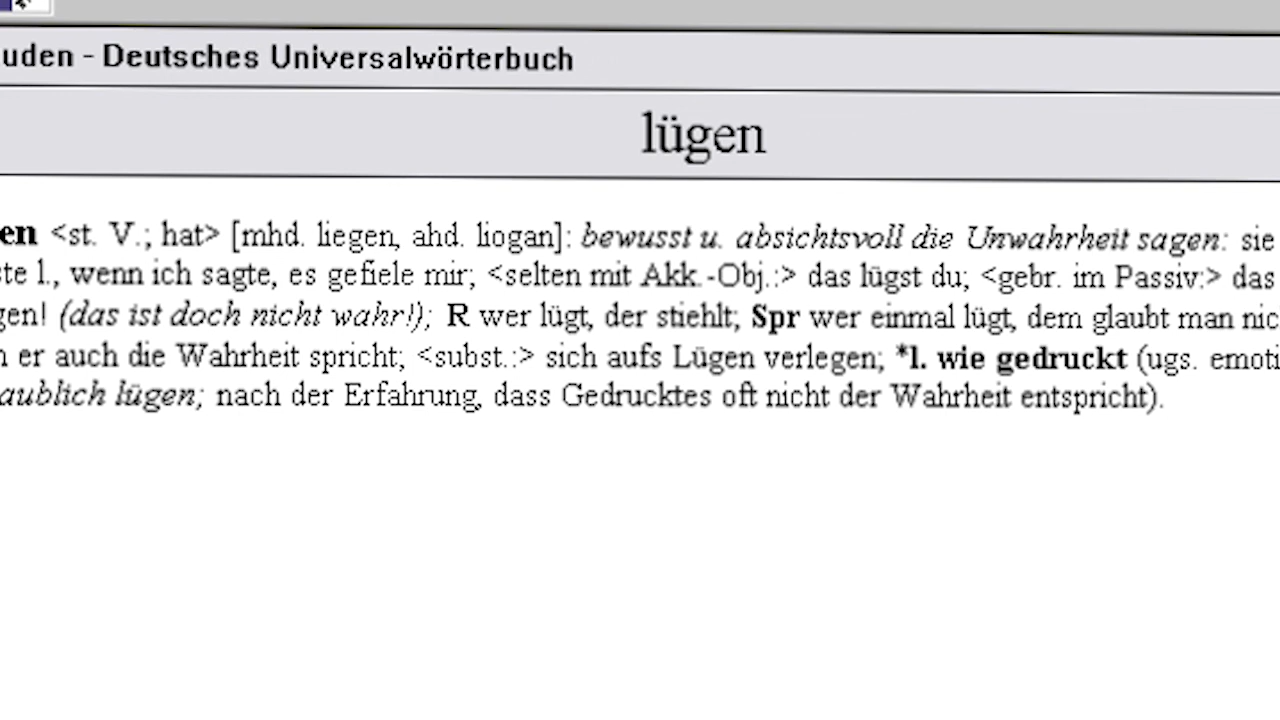 uden - Deutsches Universalwörterbuch
lügen
en <st. V.; hat> [mhd. liegen, ahd. liogan]: bewusst u. absichtsvoll die Unwahrheit sagen: sie
ste l., wenn ich sagte, es gefiele mir; <selten mit Akk.-Obj.:> das lügst du; <gebr. im Passiv:> das
gen! (das ist doch nicht wahr!); R wer lügt, der stiehlt; Spr wer einmal lügt, dem glaubt man nic
n er auch die Wahrheit spricht; <subst.:> sich aufs Lügen verlegen; *l. wie gedruckt (ugs. emoti
aublich lügen; nach der Erfahrung, dass Gedrucktes oft nicht der Wahrheit entspricht).